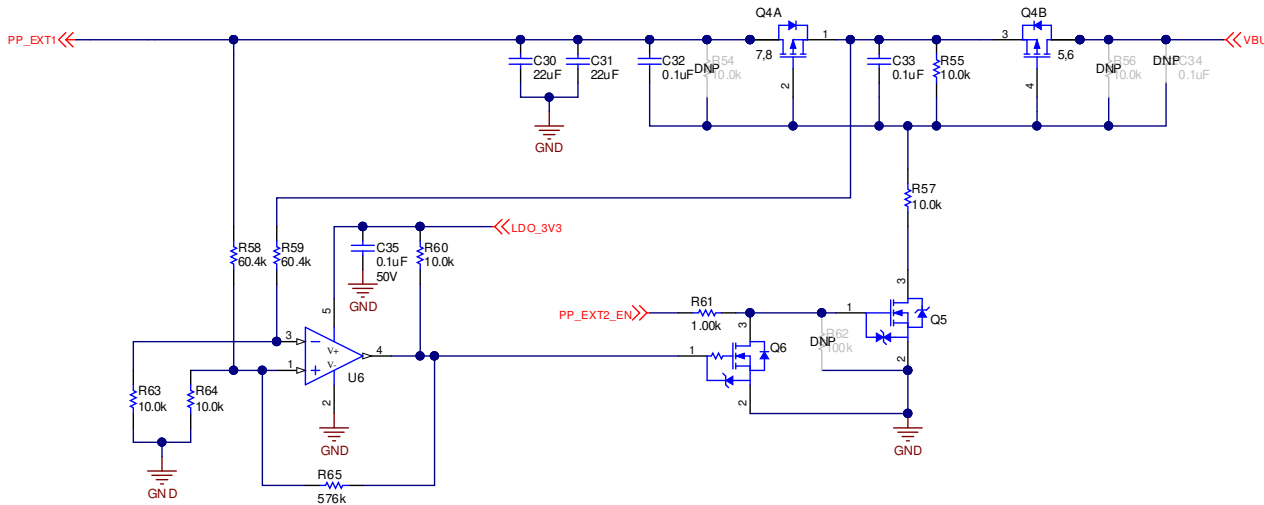 Q4A
Q4B
PP_EXT1
1
3
VBU
7,8
5,6
C30
22uF
C31
22uF
C32
0.1uF
R54
DNP
10.0k
C33
0.1uF
R55
10.0k
R56
DNP
10.0k
C34
DNP
0.1uF
2
4
GND
R57
10.0k
LDO_3V3
R58
60.4k
R59
60.4k
C35
0.1uF
50V
R60
10.0k
GND
3
PP_EXT2_EN
R61
1.00k
1
Q5
5
3
V+
4
1
V-
U6
3
1
Q6
R62
DNP
100k
2
R63
10.0k
R64
10.0k
2
2
GND
GND
GND
R65
576k